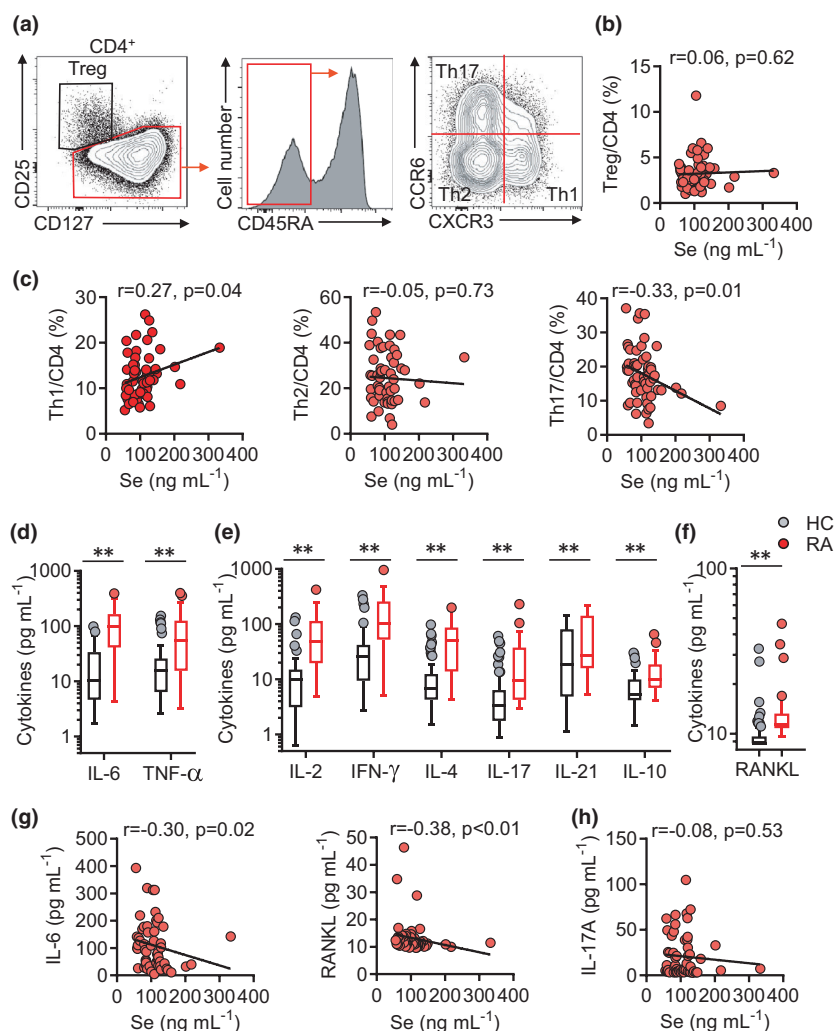 (a)
CD4⁺
Treg
CD25
CD127
Cell number
CD45RA
Th17
Th2
Th1
CCR6
CXCR3
(b)
r=0.06, p=0.62
Treg/CD4 (%)
15
10
5
0
0 100 200 300 400
Se (ng mL⁻¹)
(c)
r=0.27, p=0.04
Th1/CD4 (%)
30
20
10
0
0 100 200 300 400
Se (ng mL⁻¹)
r=-0.05, p=0.73
Th2/CD4 (%)
60
40
20
0
0 100 200 300 400
Se (ng mL⁻¹)
r=-0.33, p=0.01
Th17/CD4 (%)
40
30
20
10
0
0 100 200 300 400
Se (ng mL⁻¹)
(d)
** **
Cytokines (pg mL⁻¹)
1000
100
10
1
IL-6 TNF-α
(e)
** ** ** ** ** **
Cytokines (pg mL⁻¹)
1000
100
10
1
IL-2 IFN-γ IL-4 IL-17 IL-21 IL-10
(f)
HC
RA
**
Cytokines (pg mL⁻¹)
100
10
RANKL
(g)
r=-0.30, p=0.02
IL-6 (pg mL⁻¹)
500
400
300
200
100
0
0 100 200 300 400
Se (ng mL⁻¹)
r=-0.38, p<0.01
RANKL (pg mL⁻¹)
50
40
30
20
10
0
0 100 200 300 400
Se (ng mL⁻¹)
(h)
r=-0.08, p=0.53
IL-17A (pg mL⁻¹)
150
100
50
0
0 100 200 300 400
Se (ng mL⁻¹)